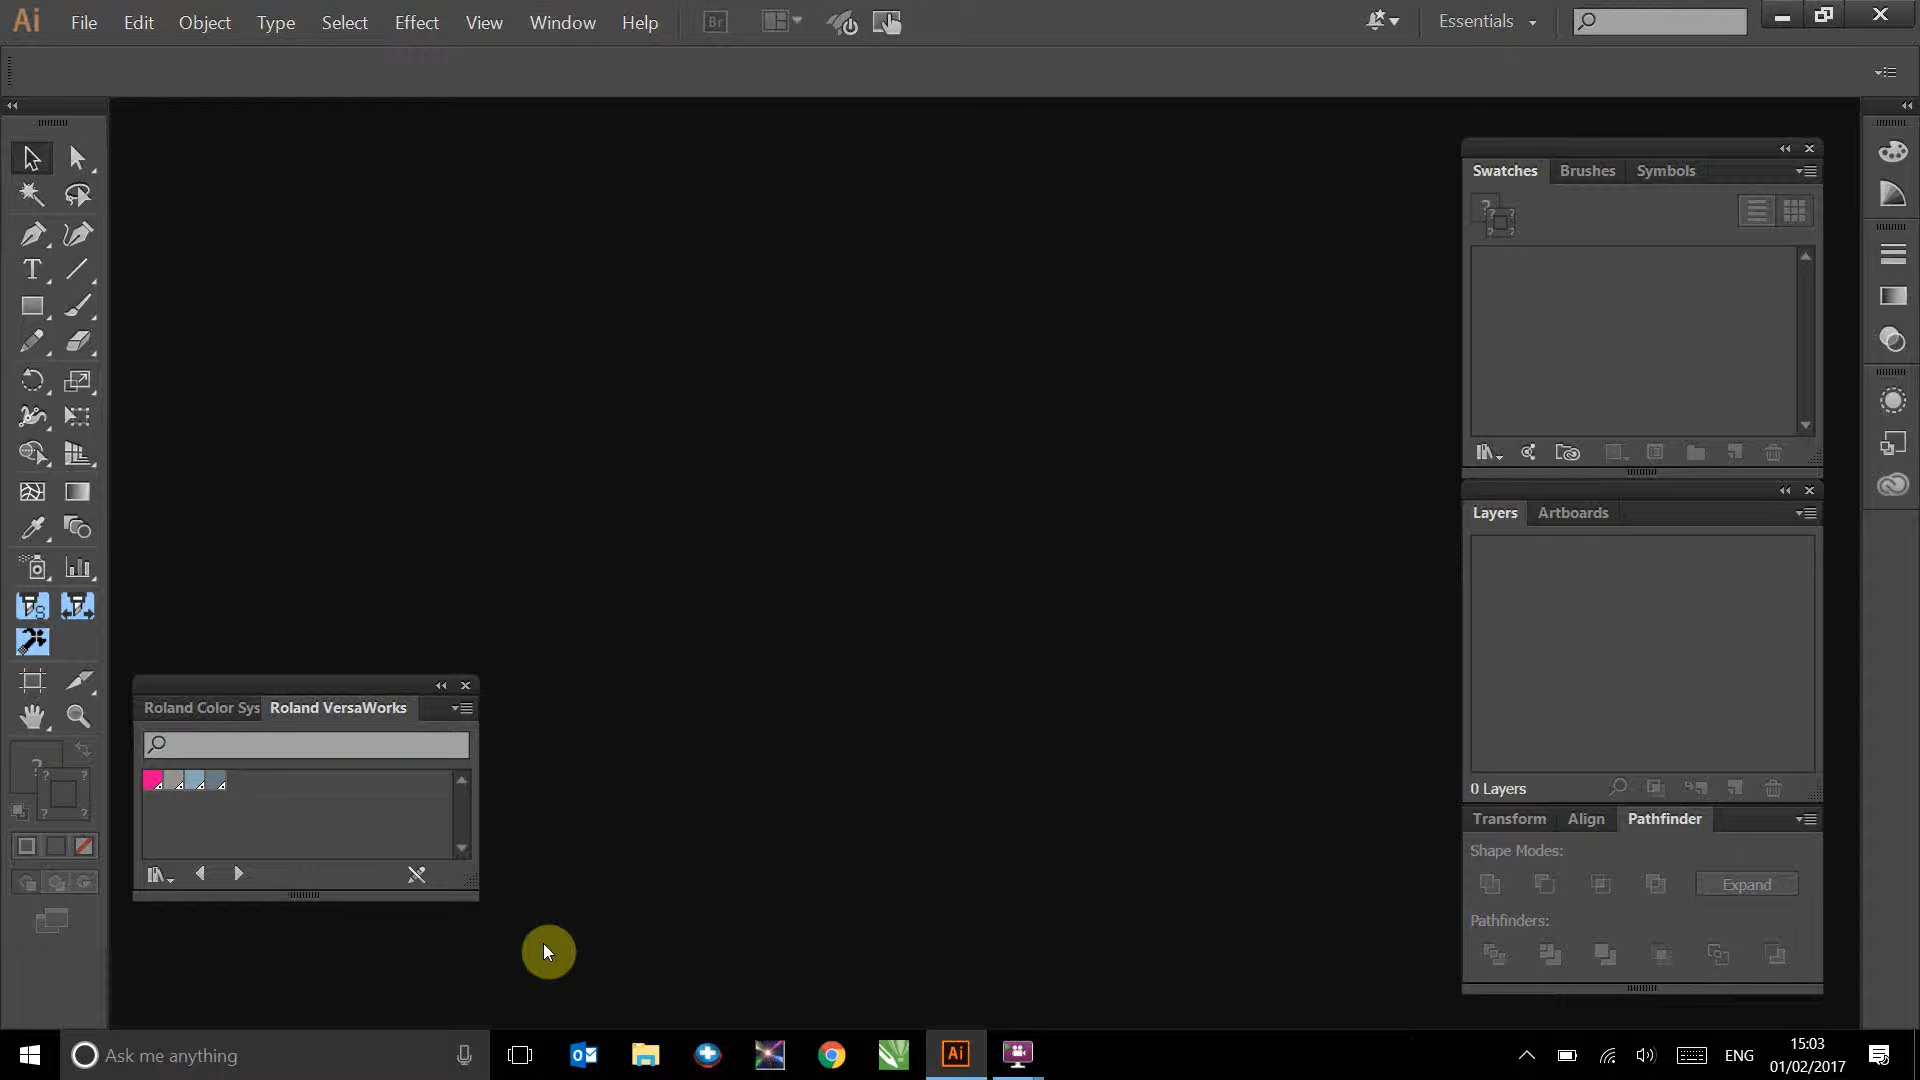 Ai File Edit Object Type Select Effect View Window Help Br Essentials
Swatches Brushes Symbols
Layers Artboards
Roland Color Sys Roland VersaWorks
0 Layers
Transform Align Pathfinder
Shape Modes:
Expand
Pathfinders:
Ask me anything
Ai
ENG
15:03
01/02/2017